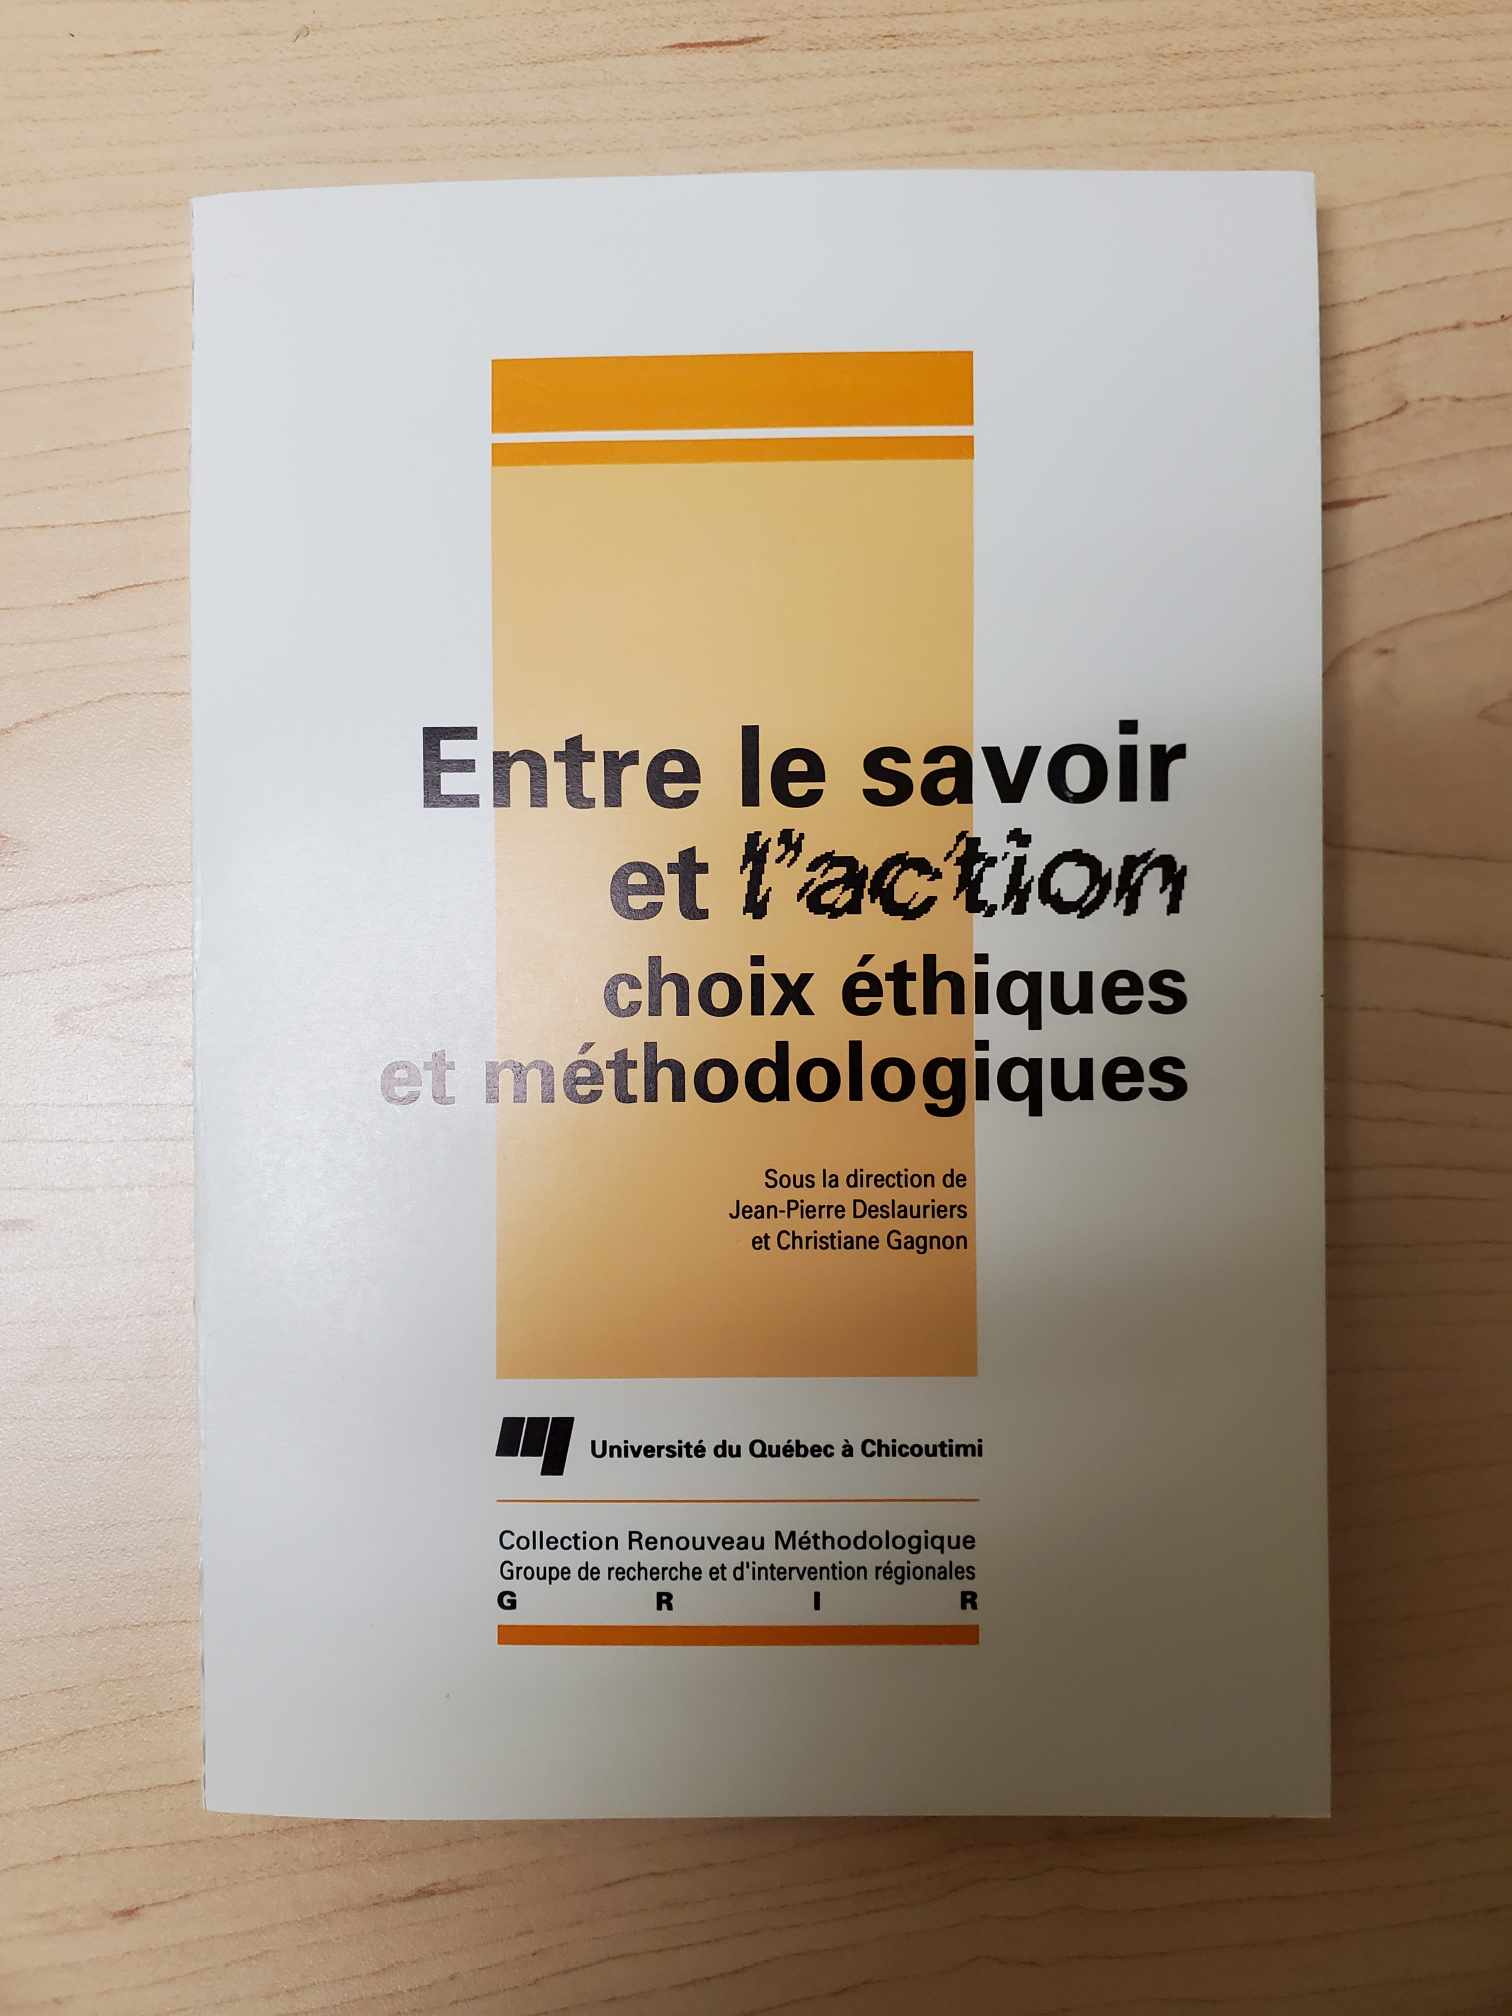 Entre le savoir
et l'action
choix éthiques
et méthodologiques
Sous la direction de
Jean-Pierre Deslauriers
et Christiane Gagnon
Université du Québec à Chicoutimi
Collection Renouveau Méthodologique
Groupe de recherche et d'intervention régionales
G R I R